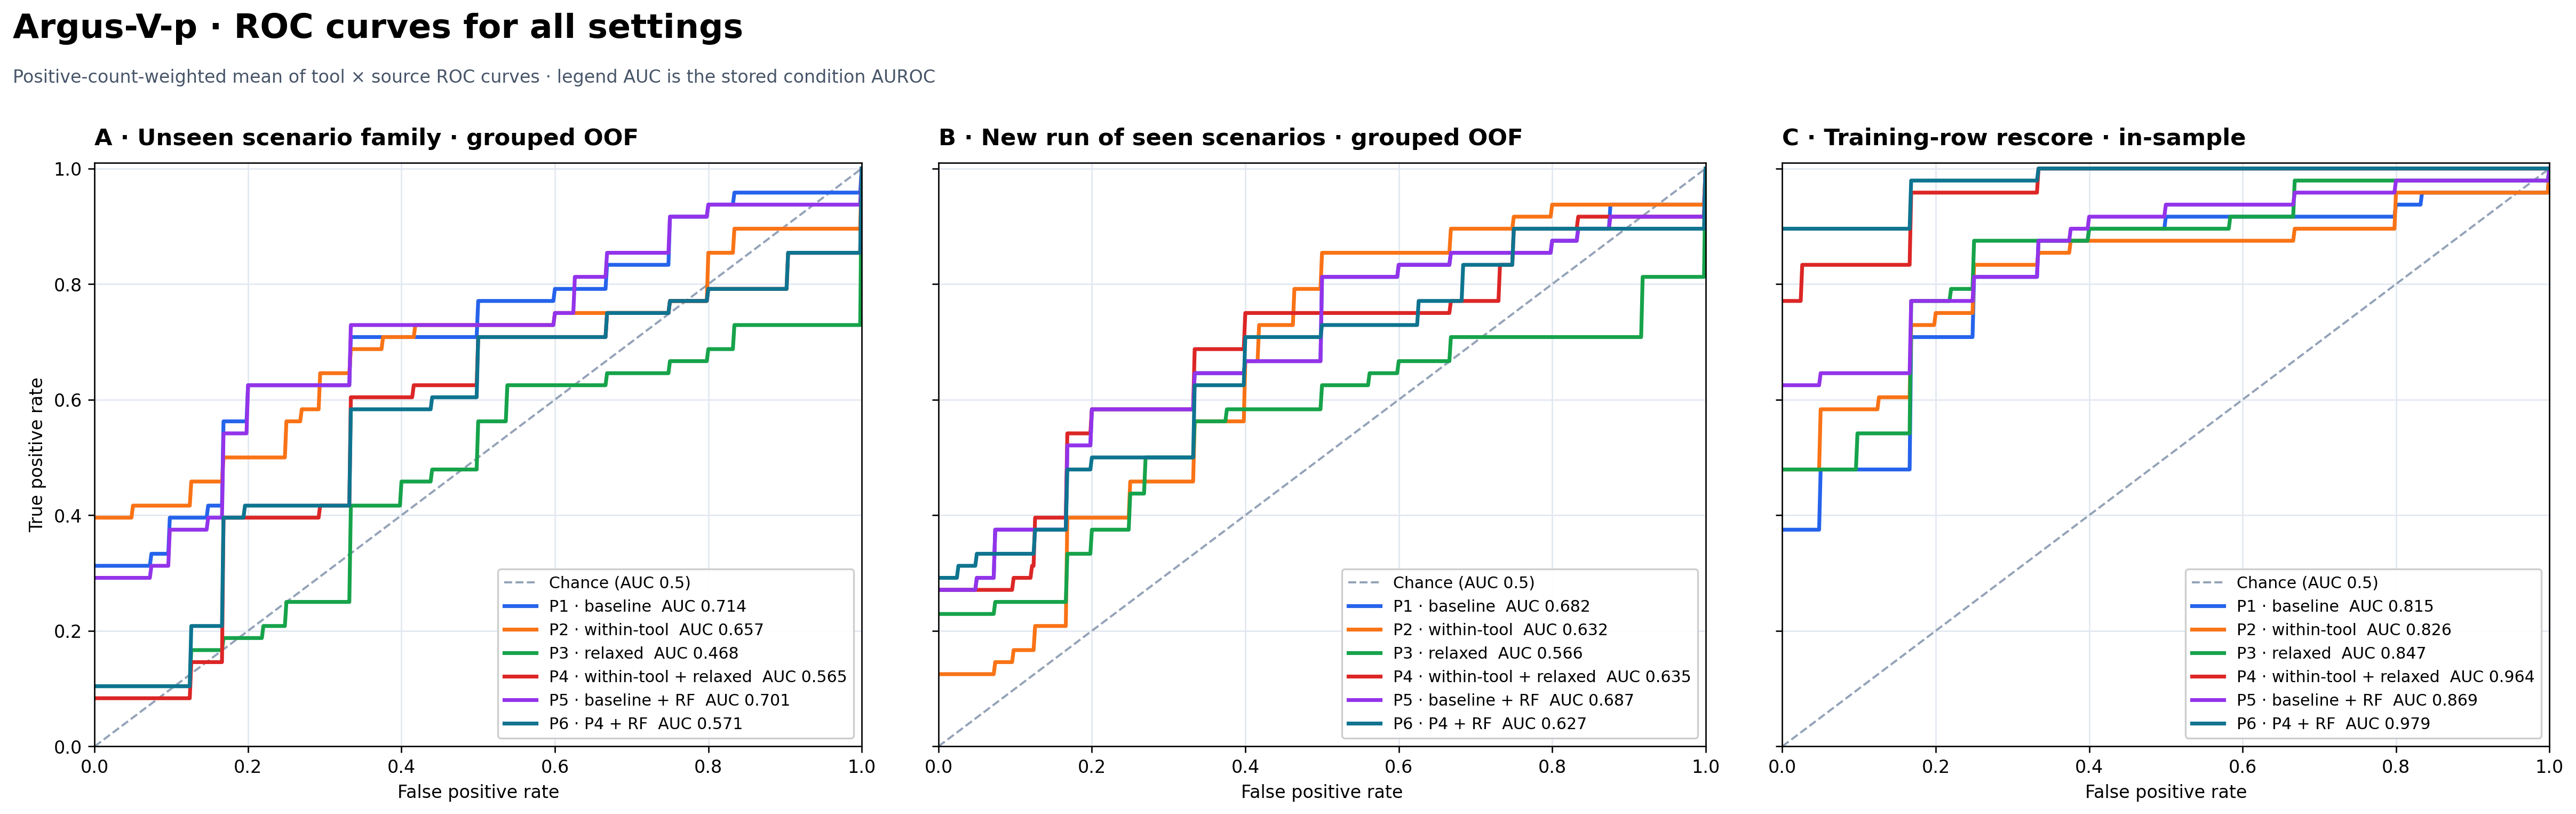 Argus-V-p · ROC curves for all settings
Positive-count-weighted mean of tool × source ROC curves · legend AUC is the stored condition AUROC
A · Unseen scenario family · grouped OOF
True positive rate
1.0
0.8
0.6
0.4
0.2
0.0
Chance (AUC 0.5)
P1 · baseline AUC 0.714
P2 · within-tool AUC 0.657
P3 · relaxed AUC 0.468
P4 · within-tool + relaxed AUC 0.565
P5 · baseline + RF AUC 0.701
P6 · P4 + RF AUC 0.571
0.0 0.2 0.4 0.6 0.8 1.0
False positive rate
B · New run of seen scenarios · grouped OOF
Chance (AUC 0.5)
P1 · baseline AUC 0.682
P2 · within-tool AUC 0.632
P3 · relaxed AUC 0.566
P4 · within-tool + relaxed AUC 0.635
P5 · baseline + RF AUC 0.687
P6 · P4 + RF AUC 0.627
0.0 0.2 0.4 0.6 0.8 1.0
False positive rate
C · Training-row rescore · in-sample
Chance (AUC 0.5)
P1 · baseline AUC 0.815
P2 · within-tool AUC 0.826
P3 · relaxed AUC 0.847
P4 · within-tool + relaxed AUC 0.964
P5 · baseline + RF AUC 0.869
P6 · P4 + RF AUC 0.979
0.0 0.2 0.4 0.6 0.8 1.0
False positive rate